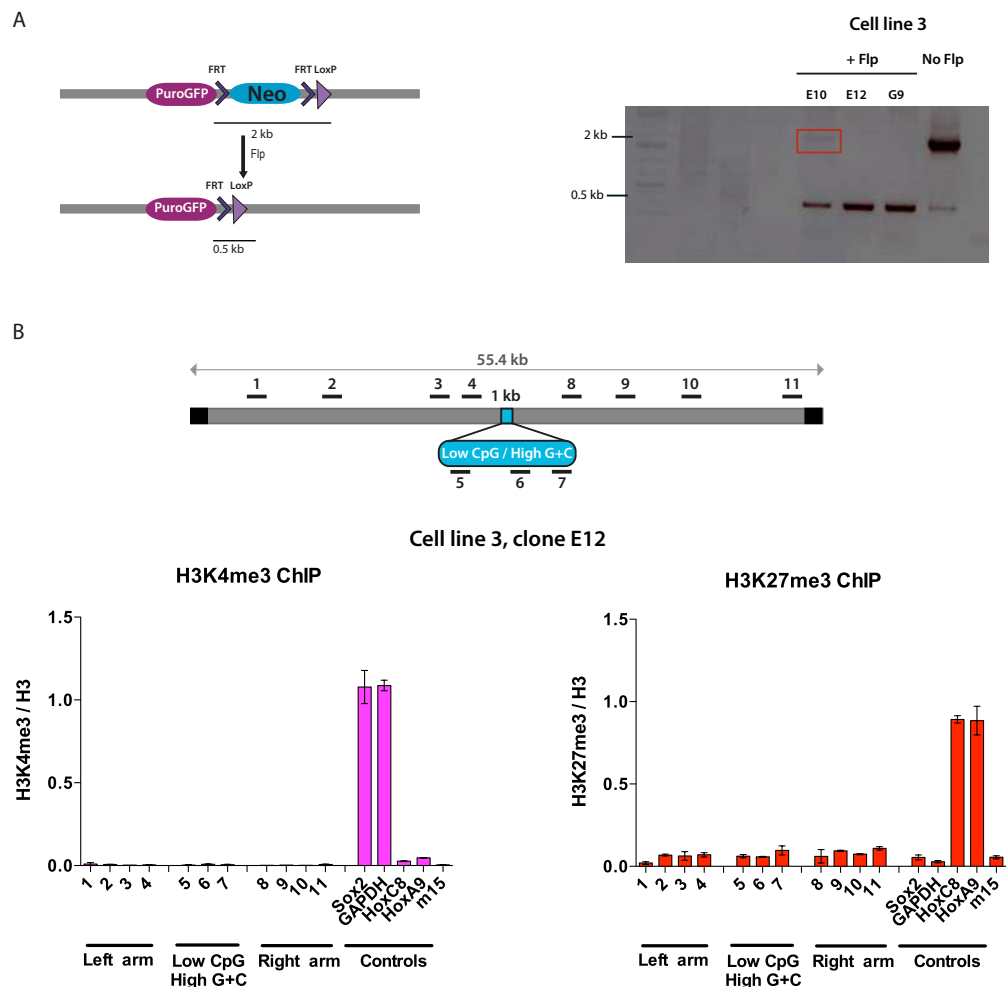 A
Cell line 3
+ Flp
No Flp
E10
E12
G9
2 kb
0.5 kb
FRT
FRT
LoxP
PuroGFP
Neo
2 kb
Flp
FRT
LoxP
PuroGFP
0.5 kb
B
55.4 kb
1
2
3
4
1 kb
8
9
10
11
Low CpG / High G+C
5
6
7
Cell line 3, clone E12
H3K4me3 ChIP
H3K4me3 / H3
1.5
1.0
0.5
0.0
1
2
3
4
5
6
7
8
9
10
11
Sox2
GAPDH
HoxC8
HoxA9
m15
Left arm
Low CpG
High G+C
Right arm
Controls
H3K27me3 ChIP
H3K27me3 / H3
1.5
1.0
0.5
0.0
1
2
3
4
5
6
7
8
9
10
11
Sox2
GAPDH
HoxC8
HoxA9
m15
Left arm
Low CpG
High G+C
Right arm
Controls